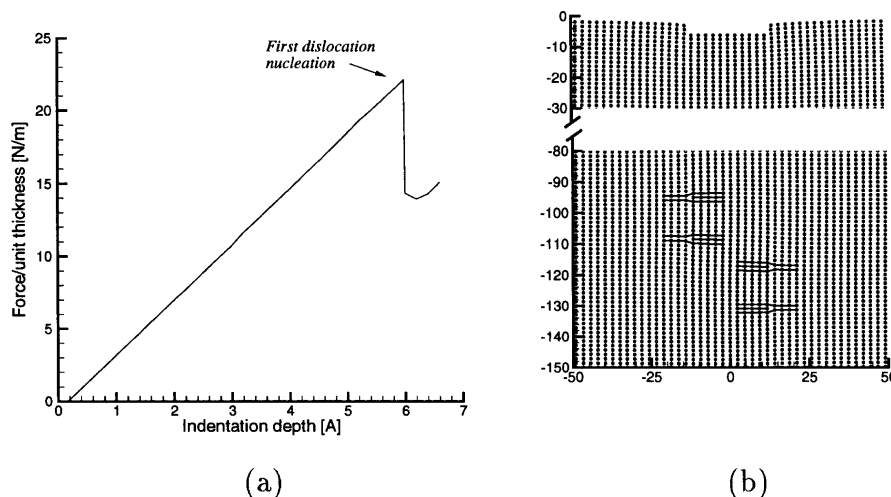 25
20
15
10
5
0
Force/unit thickness [N/m]
First dislocation
nucleation
0 1 2 3 4 5 6 7
Indentation depth [A]
(a)
0
-10
-20
-30
-80
-90
-100
-110
-120
-130
-140
-150
-50 -25 0 25 50
(b)